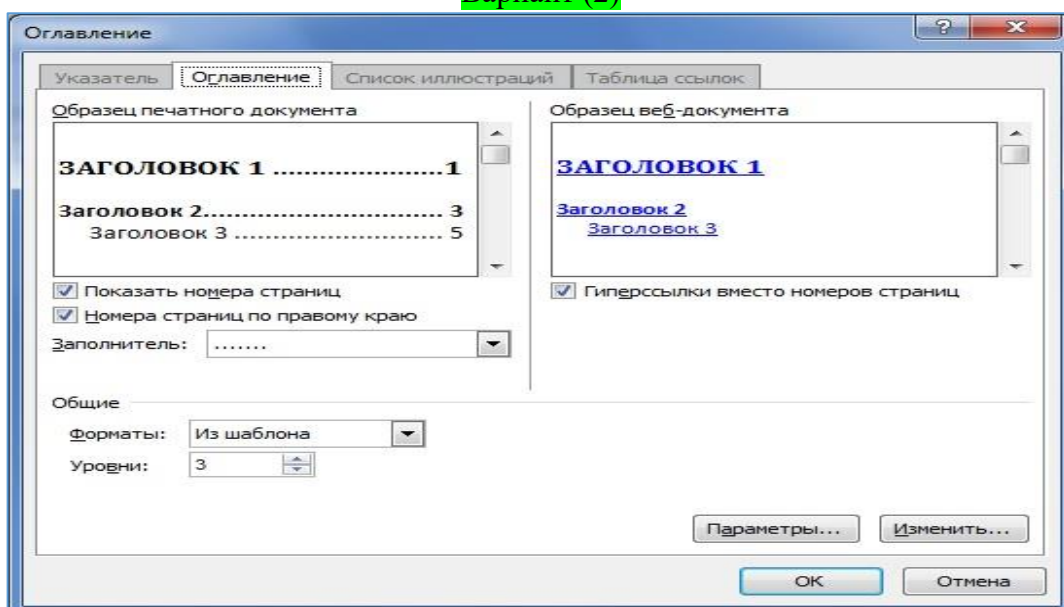 Вариант (2)
Оглавление
Указатель Оглавление Список иллюстраций Таблица ссылок
Образец печатного документа
ЗАГОЛОВОК 1 ......................1
Заголовок 2............................ 3
Заголовок 3 ........................... 5
Образец веб-документа
ЗАГОЛОВОК 1
Заголовок 2
Заголовок 3
Показать номера страниц
Номера страниц по правому краю
Заполнитель: .......
Гиперссылки вместо номеров страниц
Общие
Форматы: Из шаблона
Уровни: 3
Параметры... Изменить...
ОК Отмена